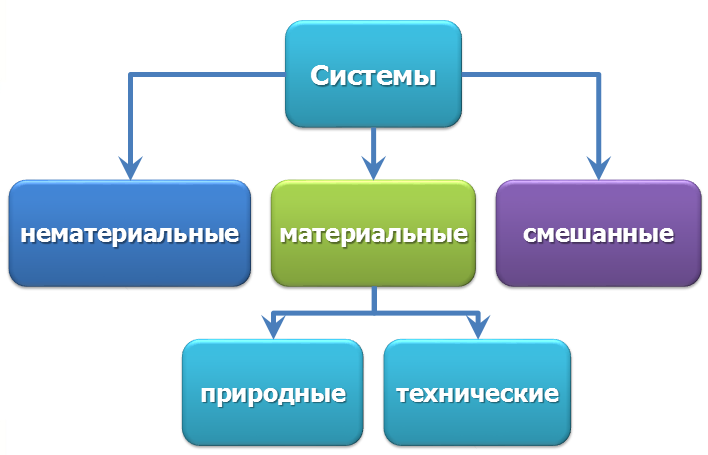 Системы
нематериальные
материальные
смешанные
природные
технические